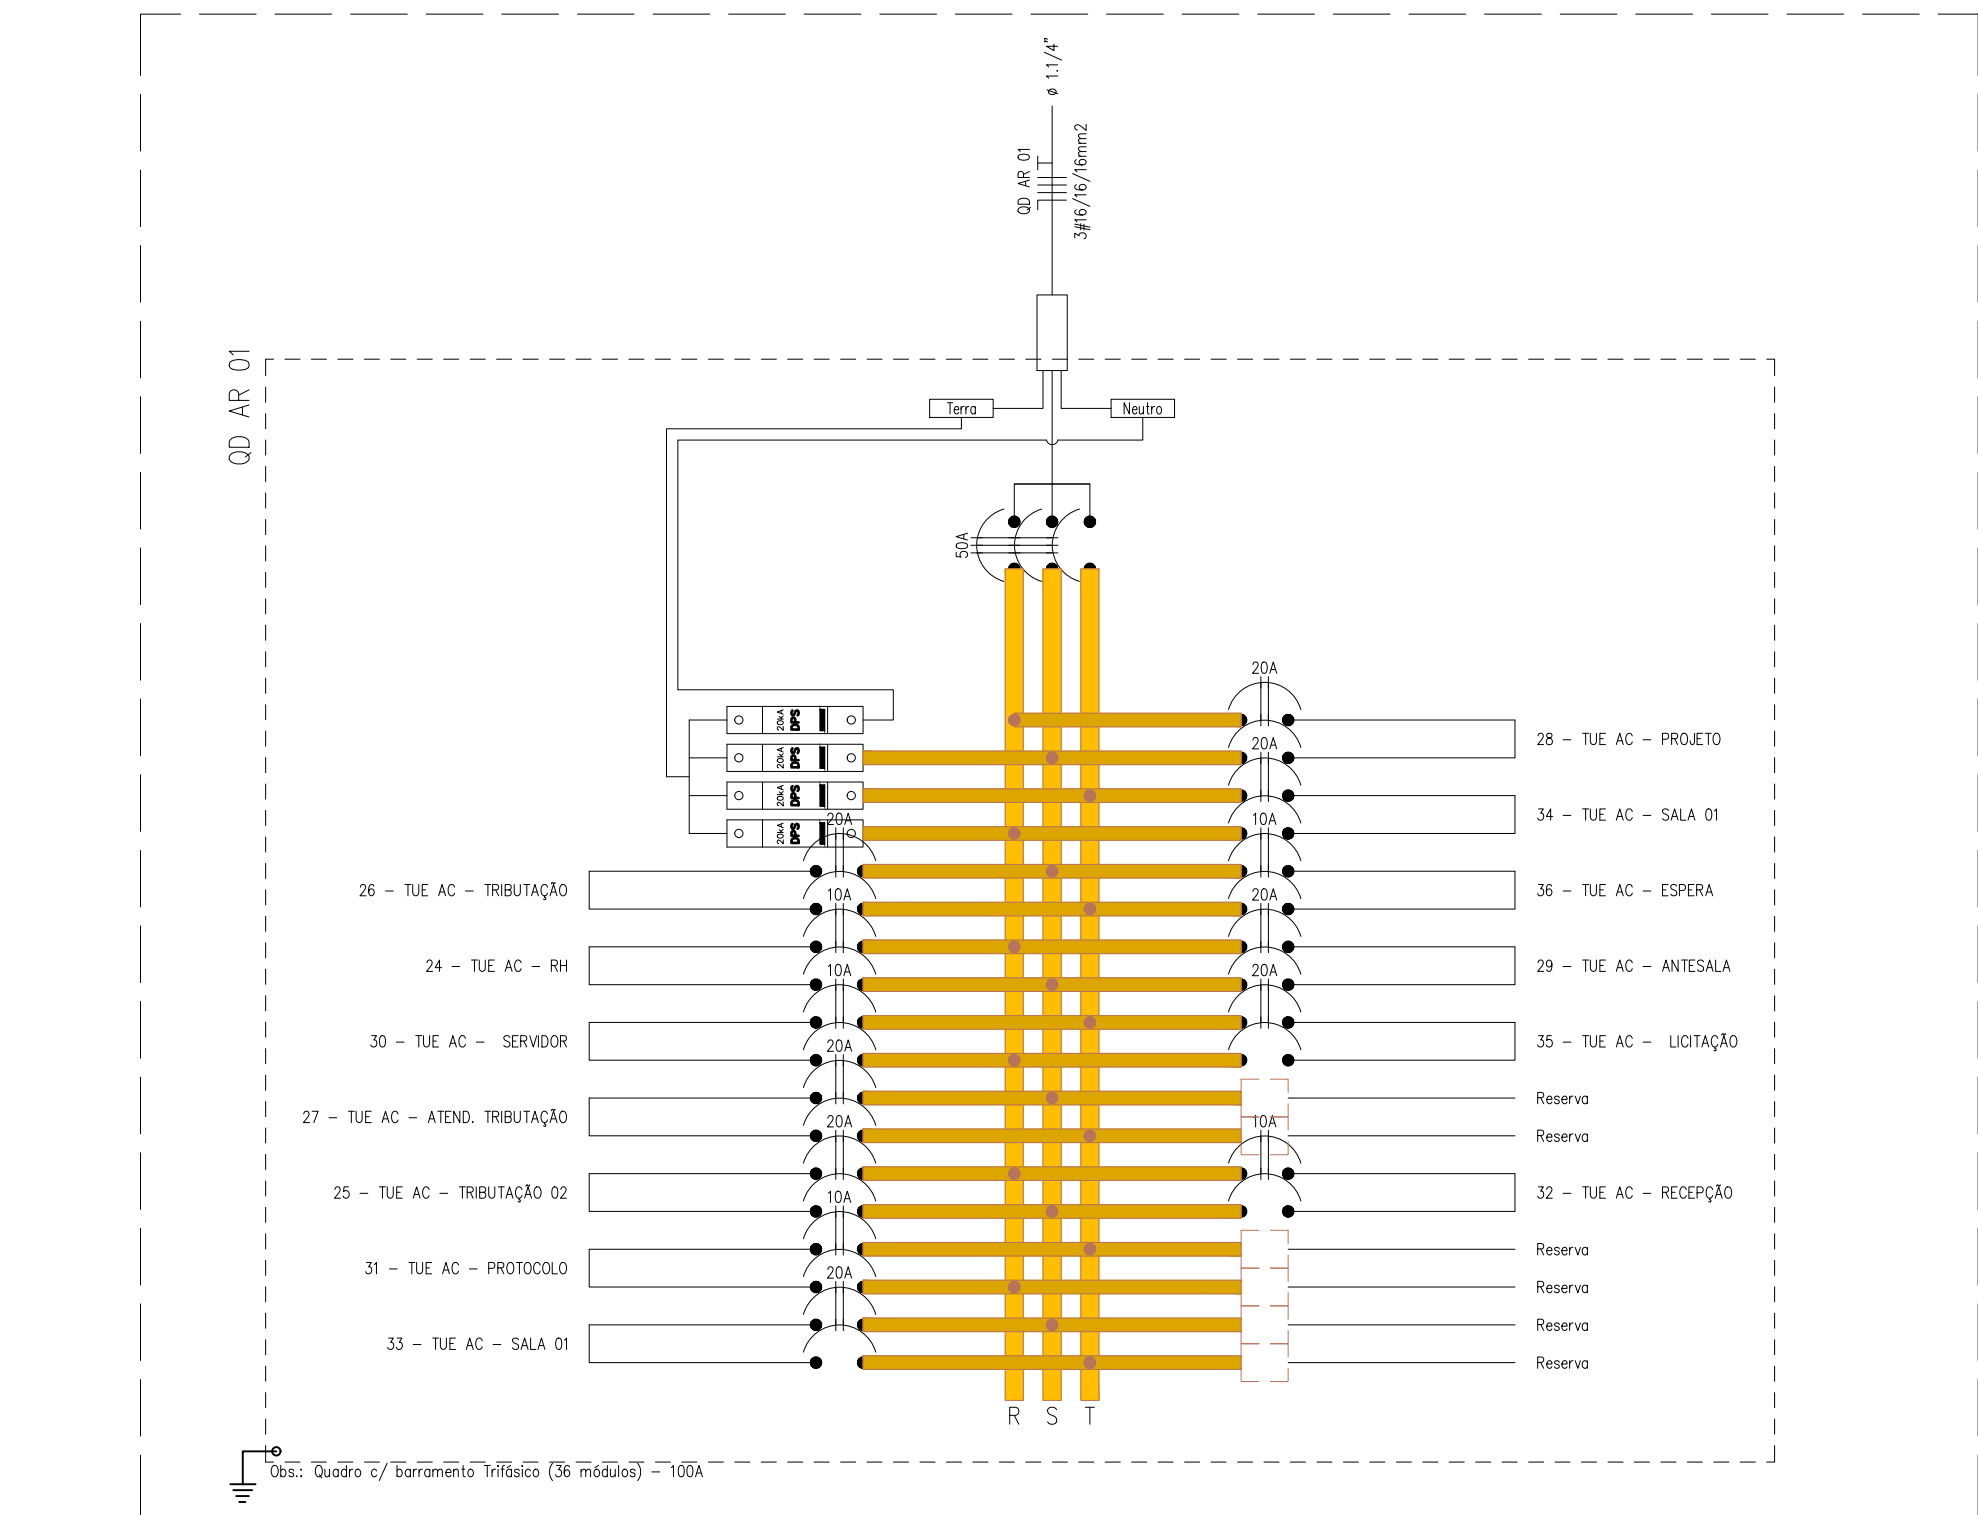 ø 1.1/4"
QD AR 01
3#16/16/16mm2
QD AR 01
Terra
Neutro
50A
20A
20kA DPS
28 - TUE AC - PROJETO
20kA DPS
20A
20kA DPS
34 - TUE AC - SALA 01
20kA DPS
20A
10A
26 - TUE AC - TRIBUTAÇÃO
36 - TUE AC - ESPERA
10A
20A
24 - TUE AC - RH
29 - TUE AC - ANTESALA
10A
20A
30 - TUE AC - SERVIDOR
35 - TUE AC - LICITAÇÃO
20A
Reserva
27 - TUE AC - ATEND. TRIBUTAÇÃO
20A
10A
Reserva
25 - TUE AC - TRIBUTAÇÃO 02
32 - TUE AC - RECEPÇÃO
10A
Reserva
31 - TUE AC - PROTOCOLO
20A
Reserva
Reserva
33 - TUE AC - SALA 01
Reserva
R S T
Obs.: Quadro c/ barramento Trifásico (36 módulos) - 100A